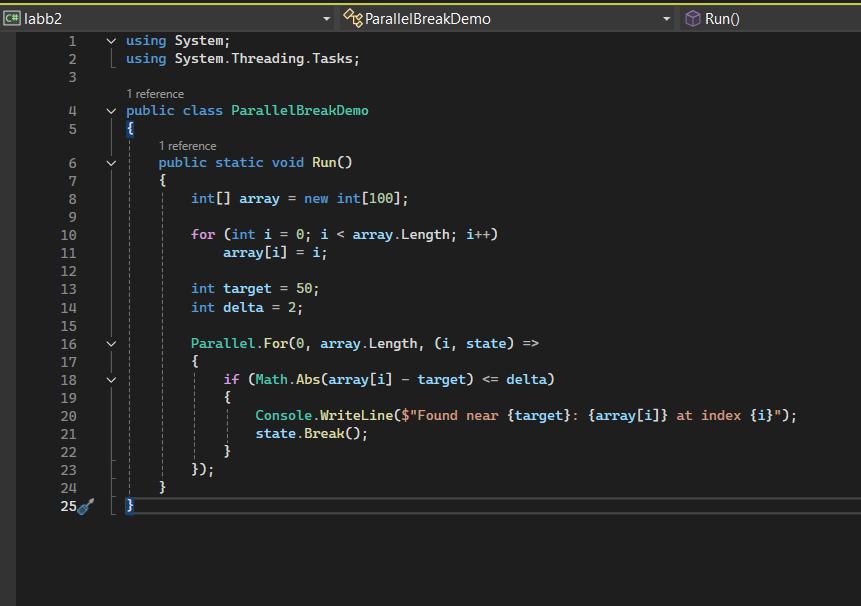 C# labb2 ParallelBreakDemo Run()
1 using System;
2 using System.Threading.Tasks;
3
1 reference
4 public class ParallelBreakDemo
5 {
1 reference
6 public static void Run()
7 {
8 int[] array = new int[100];
9
10 for (int i = 0; i < array.Length; i++)
11 array[i] = i;
12
13 int target = 50;
14 int delta = 2;
15
16 Parallel.For(0, array.Length, (i, state) =>
17 {
18 if (Math.Abs(array[i] - target) <= delta)
19 {
20 Console.WriteLine($"Found near {target}: {array[i]} at index {i}");
21 state.Break();
22 }
23 });
24 }
25 }